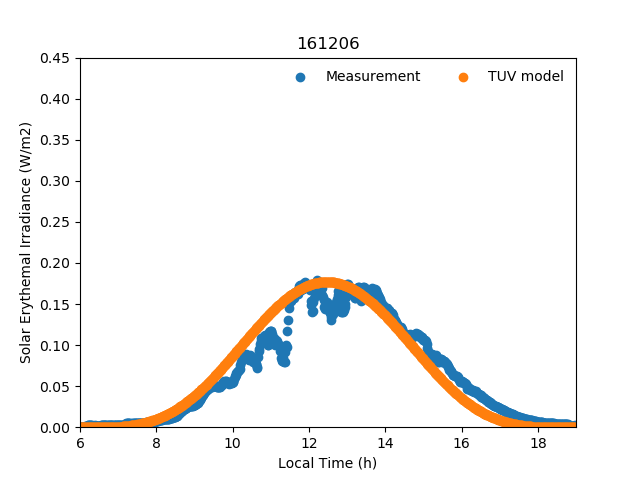 161206
Measurement
TUV model
Solar Erythemal Irradiance (W/m2)
0.45
0.40
0.35
0.30
0.25
0.20
0.15
0.10
0.05
0.00
6 8 10 12 14 16 18
Local Time (h)